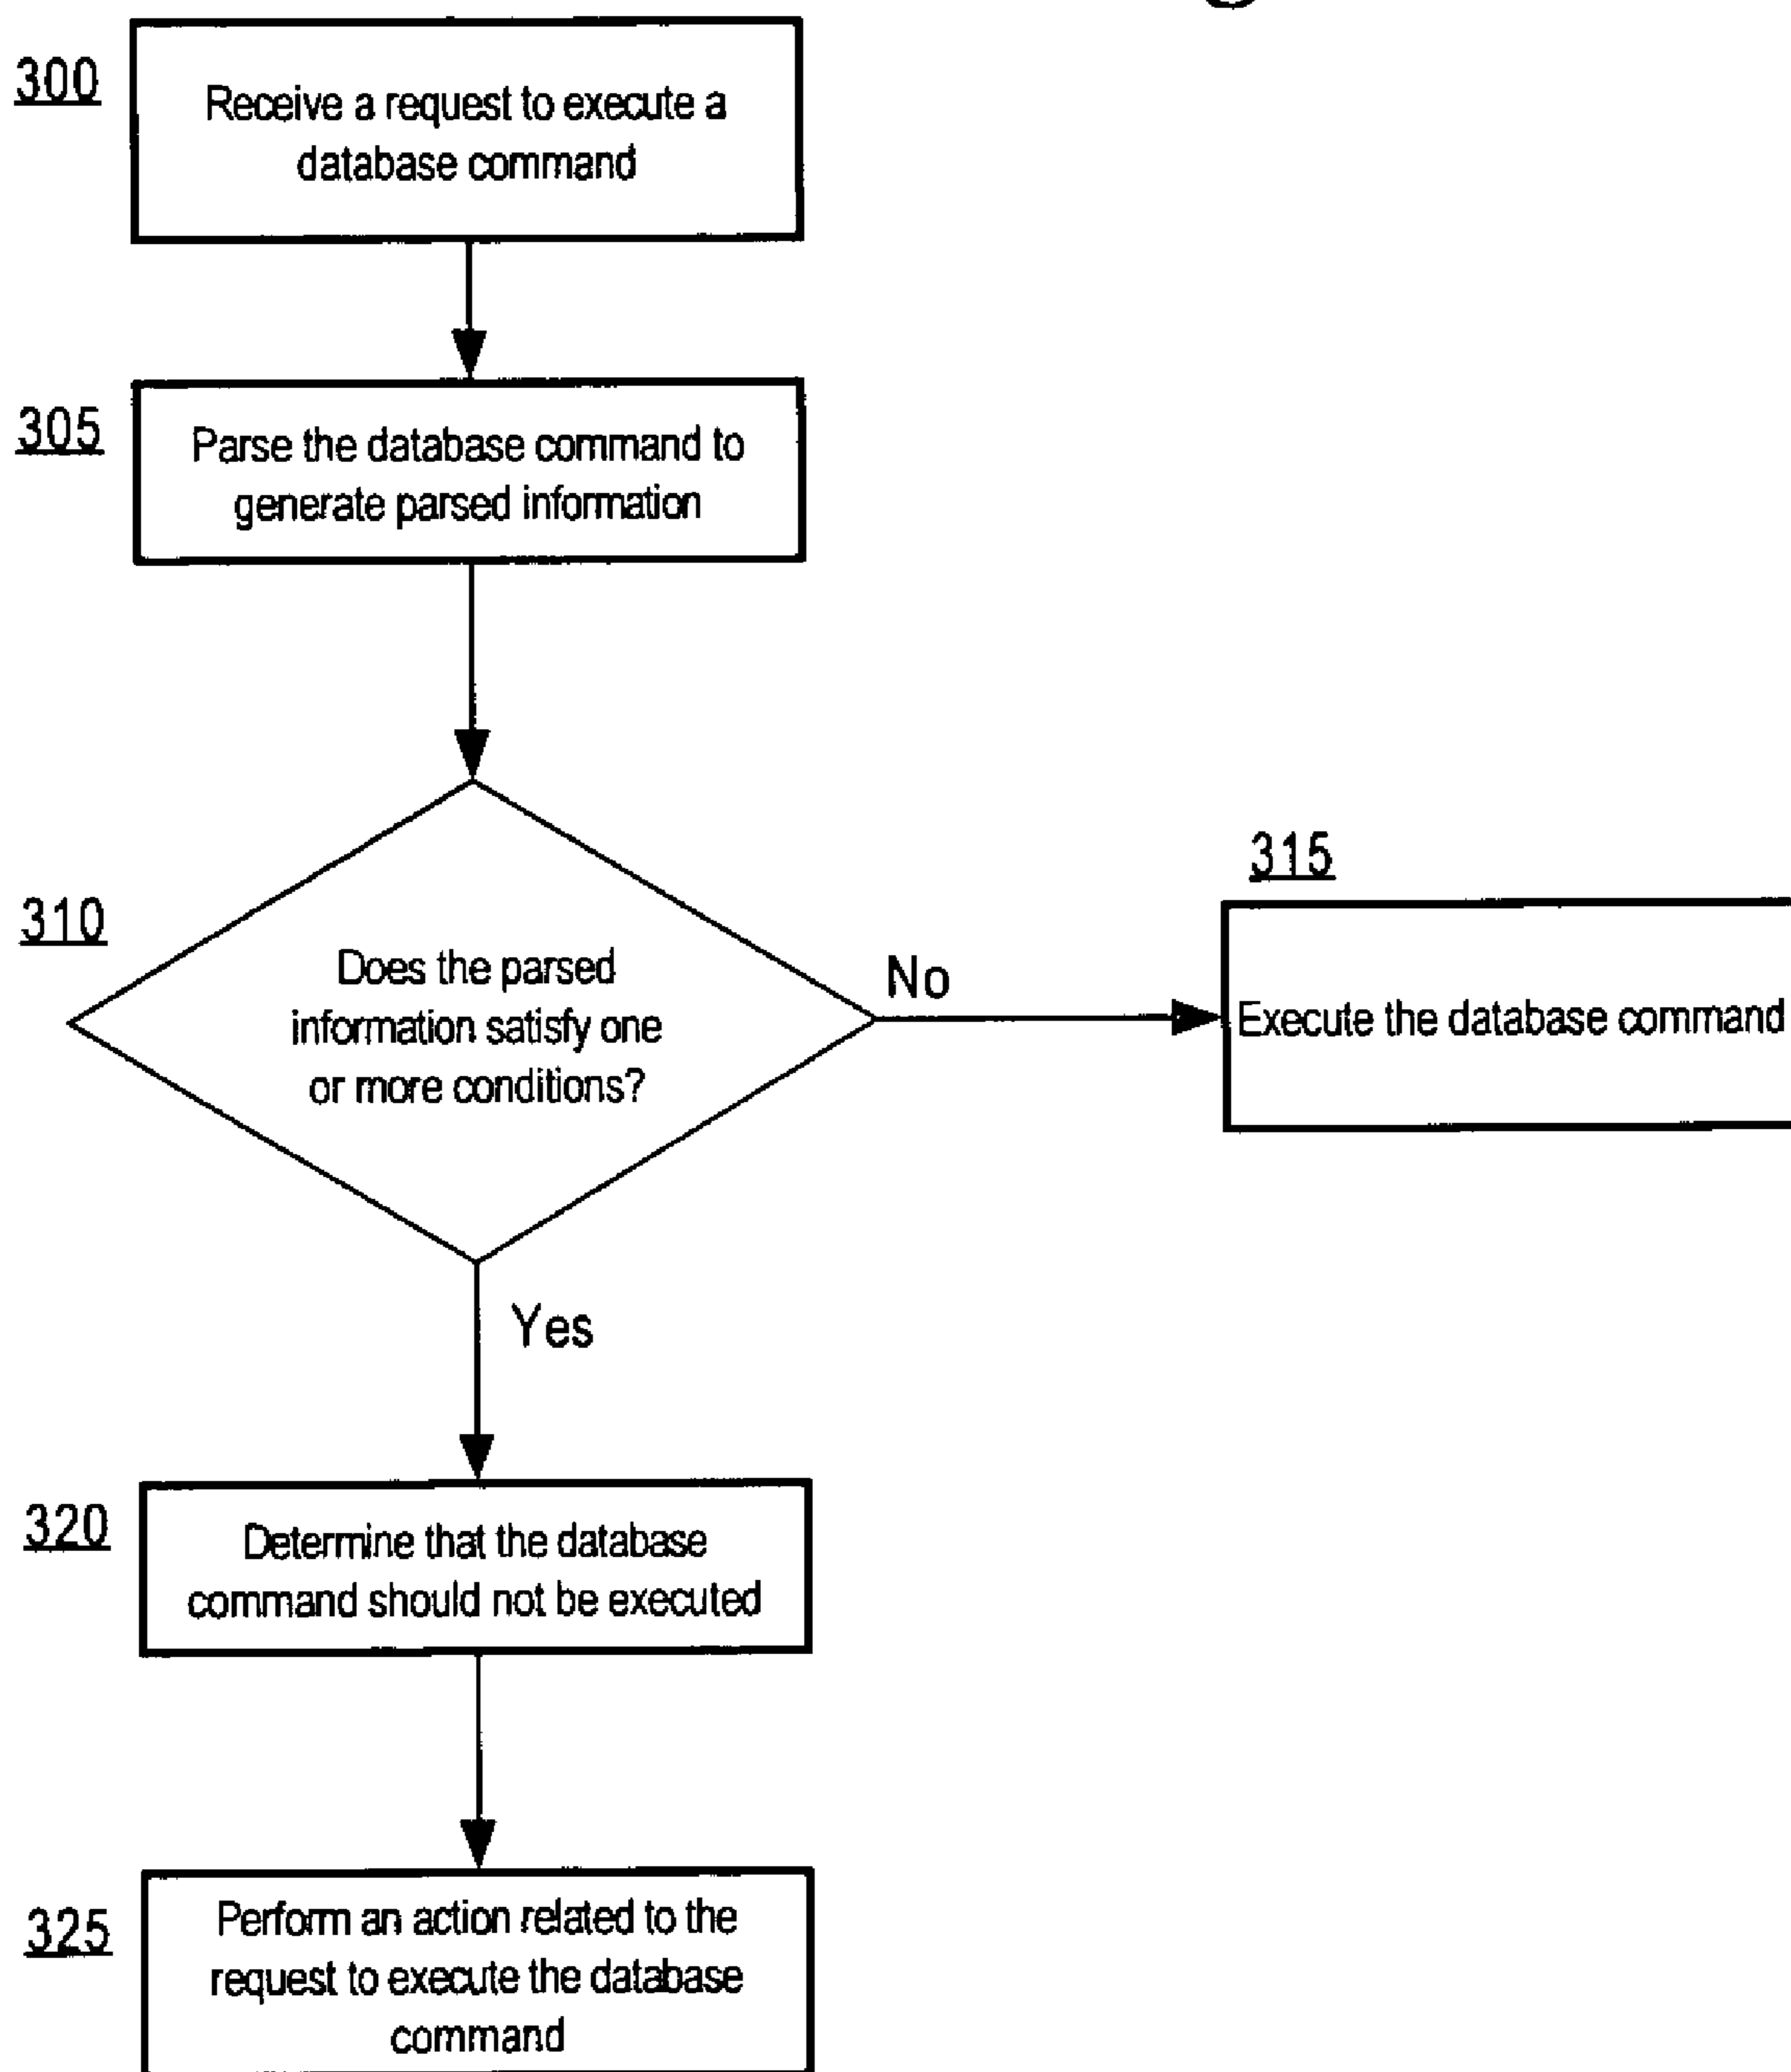 300
Receive a request to execute a
database command
305
Parse the database command to
generate parsed information
310
Does the parsed
information satisfy one
or more conditions?
No
315
Execute the database command
Yes
320
Determine that the database
command should not be executed
325
Perform an action related to the
request to execute the database
command